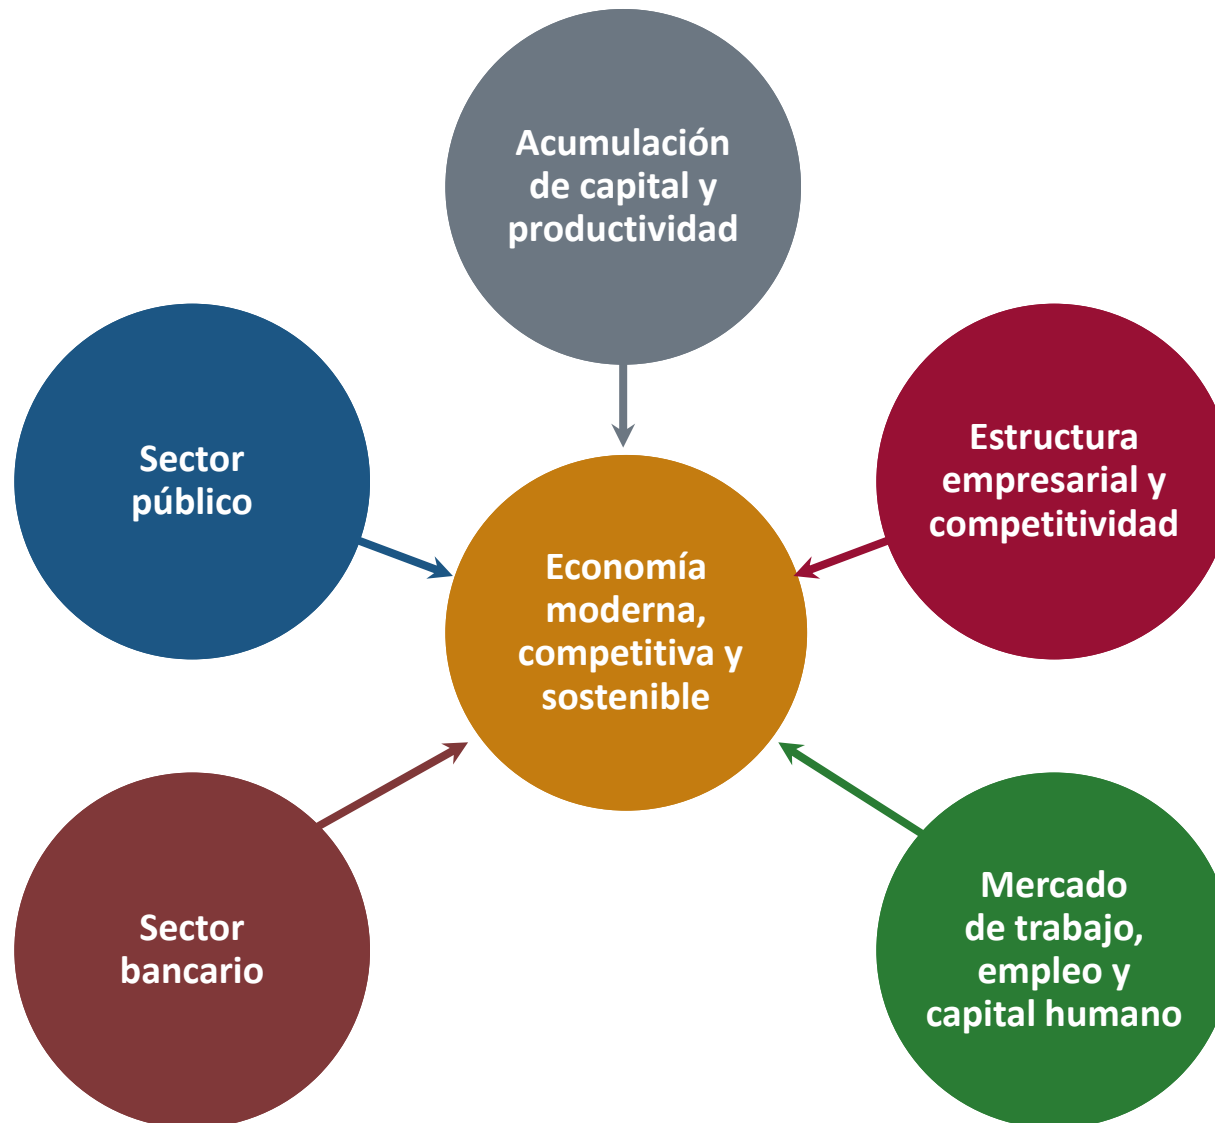 Acumulación
de capital y
productividad
Sector
público
Estructura
empresarial y
competitividad
Economía
moderna,
competitiva y
sostenible
Sector
bancario
Mercado
de trabajo,
empleo y
capital humano